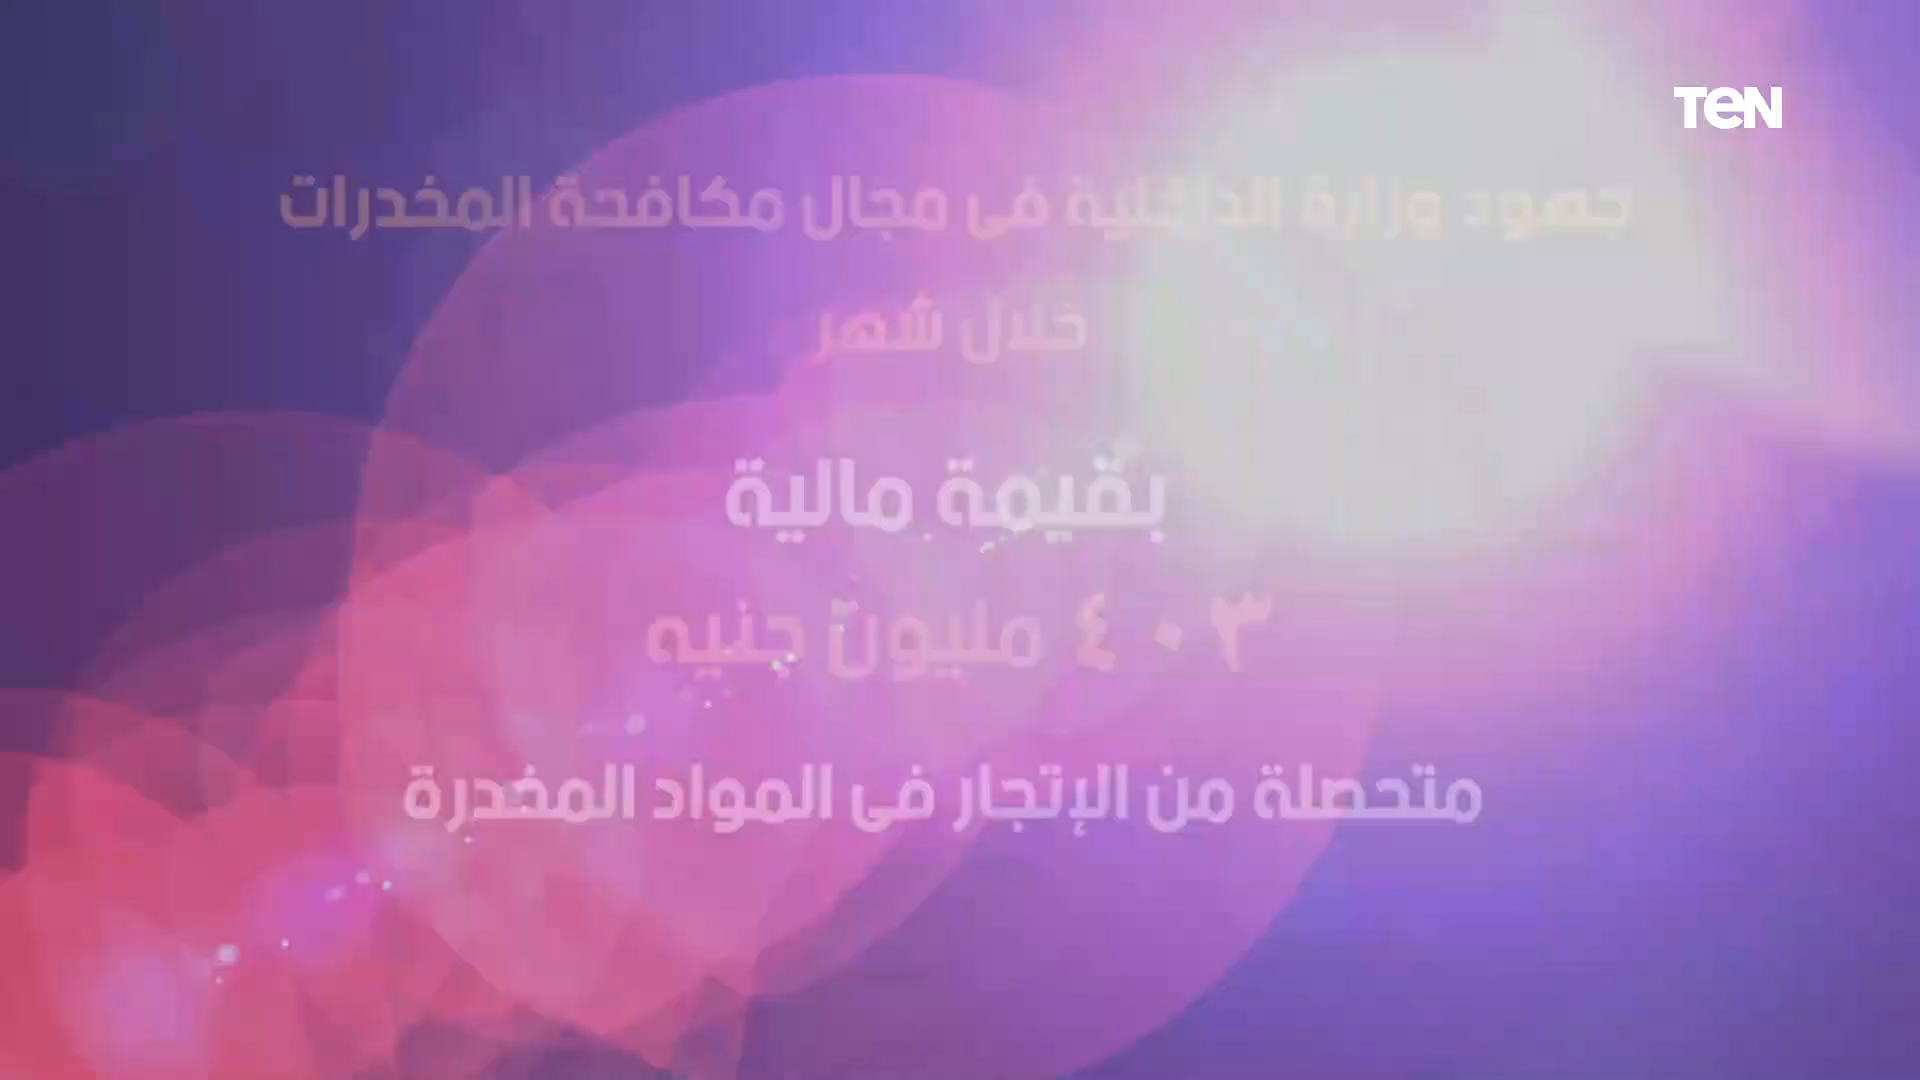 TEN
جهود وزارة الداخلية فى مجال مكافحة المخدرات
خلال شهر
بقيمة مالية
٤٠٣ مليون جنيه
متحصلة من الإتجار فى المواد المخدرة